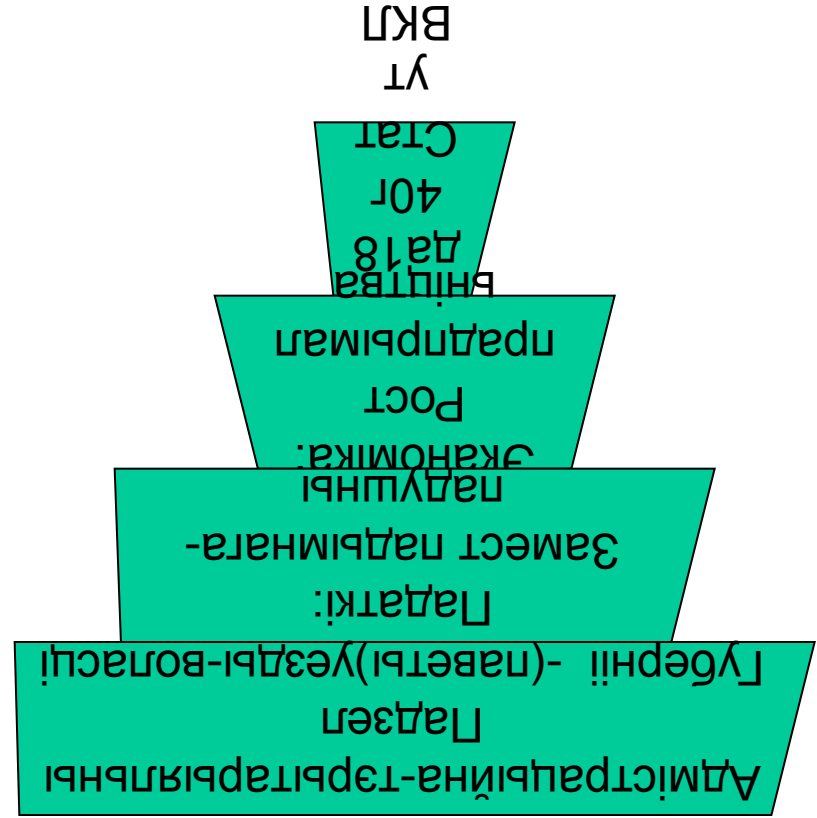 Адмістрацыйна-тэрытарыяльны
Падзел
Губерніі -(паветы)уезды-воласці
Падаткі:
Замест падымнага-
падушны
Эканоміка:
Рост
прадпрымал
ьніцтва
да18
40г
Стат
ут
ВКЛ